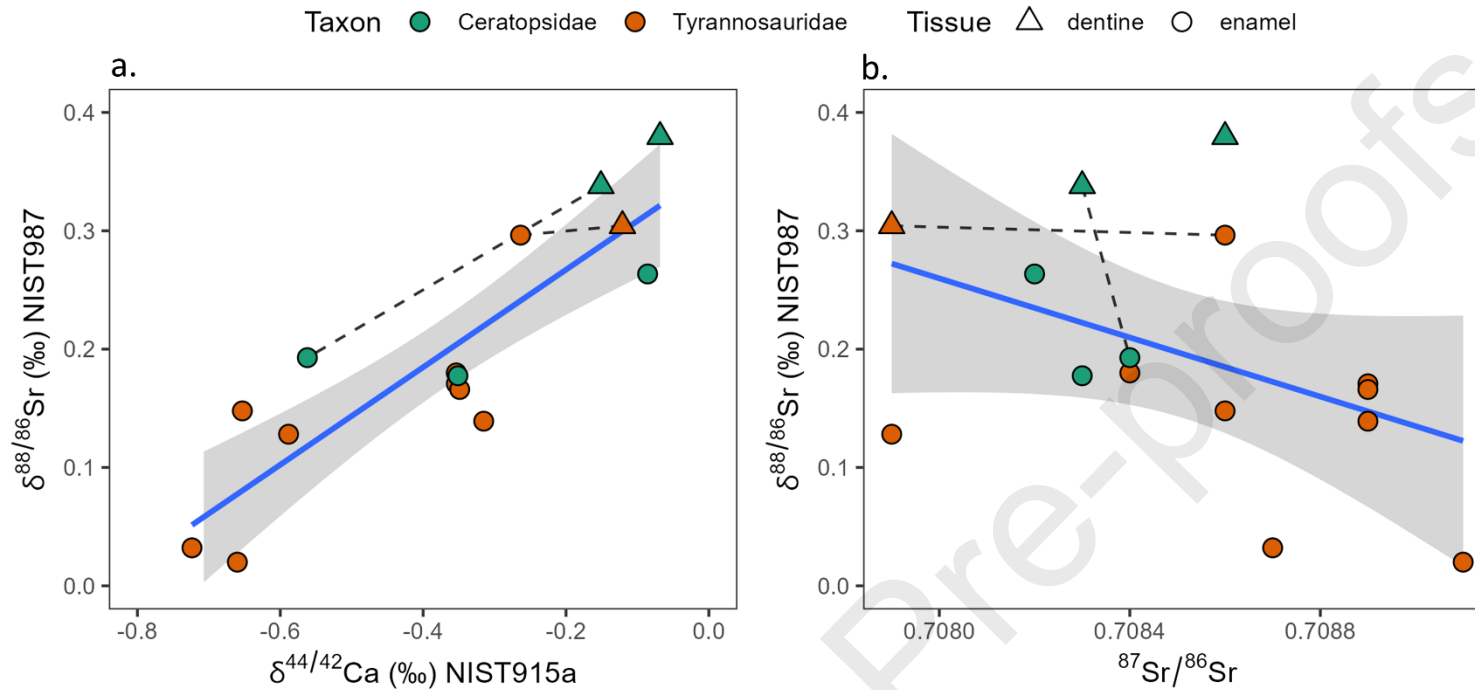 Taxon Ceratopsidae Tyrannosauridae Tissue dentine enamel
a.
0.4
0.3
0.2
0.1
0.0
δ88/86Sr (‰) NIST987
-0.8 -0.6 -0.4 -0.2 0.0
δ44/42Ca (‰) NIST915a
b.
0.4
0.3
0.2
0.1
0.0
δ88/86Sr (‰) NIST987
0.7080 0.7084 0.7088
87Sr/86Sr
Pre-proofs